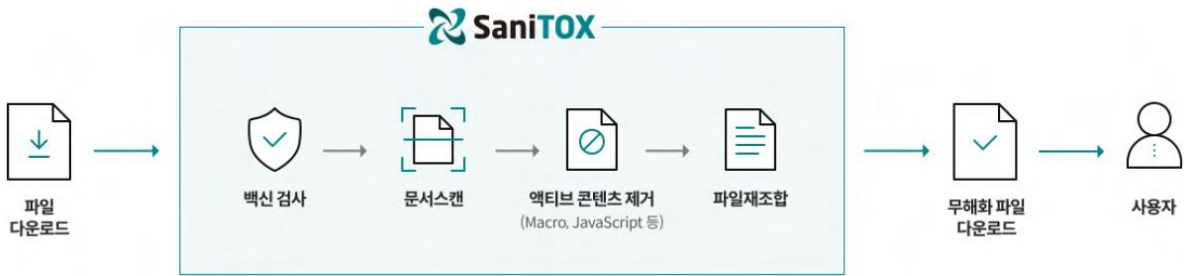 SaniTOX
파일
다운로드
백신 검사
문서스캔
액티브 콘텐츠 제거
(Macro, JavaScript 등)
파일재조합
무해화 파일
다운로드
사용자